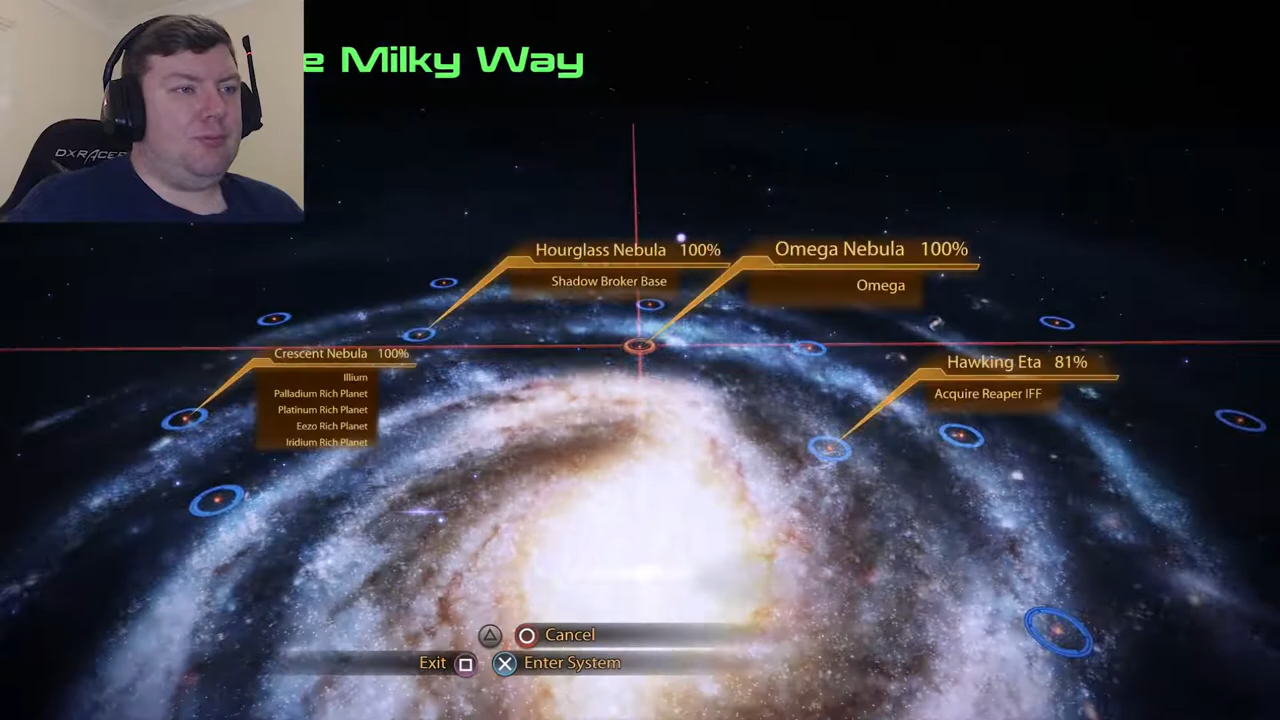 e Milky Way
DXRACER
Hourglass Nebula 100%
Shadow Broker Base
Omega Nebula 100%
Omega
Crescent Nebula 100%
Illium
Palladium Rich Planet
Platinum Rich Planet
Eezo Rich Planet
Iridium Rich Planet
Hawking Eta 81%
Acquire Reaper IFF
Cancel
Exit
Enter System